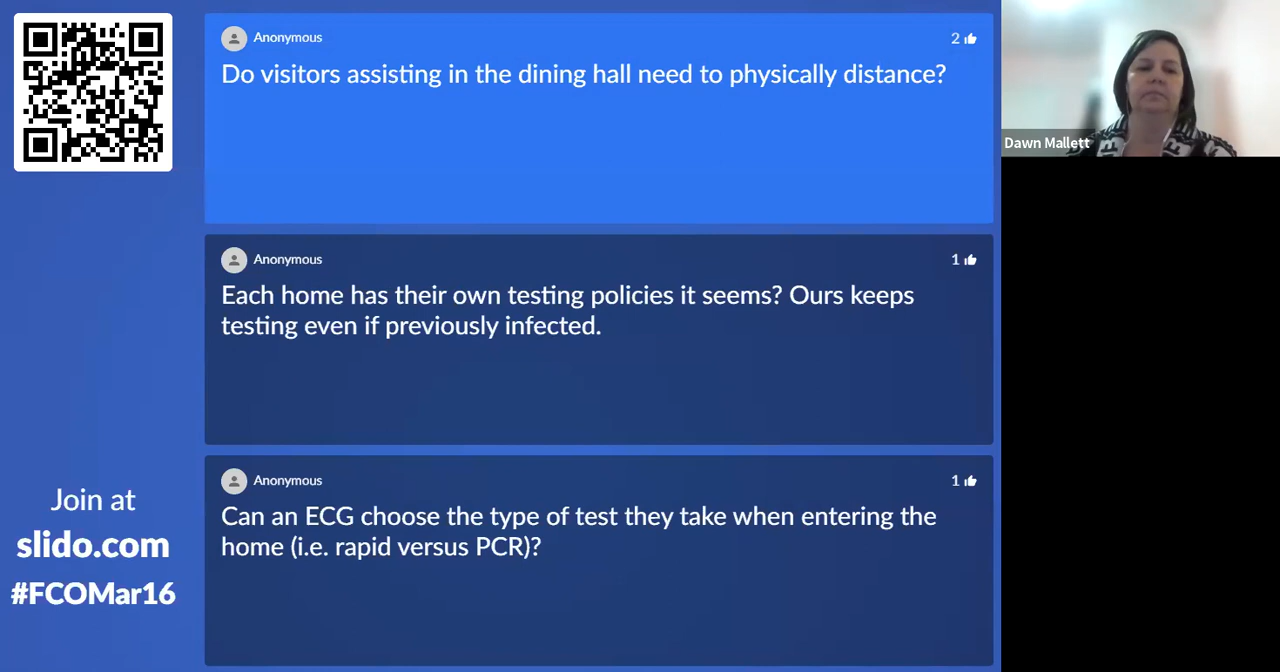 Anonymous
2
Do visitors assisting in the dining hall need to physically distance?
Anonymous
1
Each home has their own testing policies it seems? Ours keeps
testing even if previously infected.
Anonymous
1
Can an ECG choose the type of test they take when entering the
home (i.e. rapid versus PCR)?
Join at
slido.com
#FCOMar16
Dawn Mallett